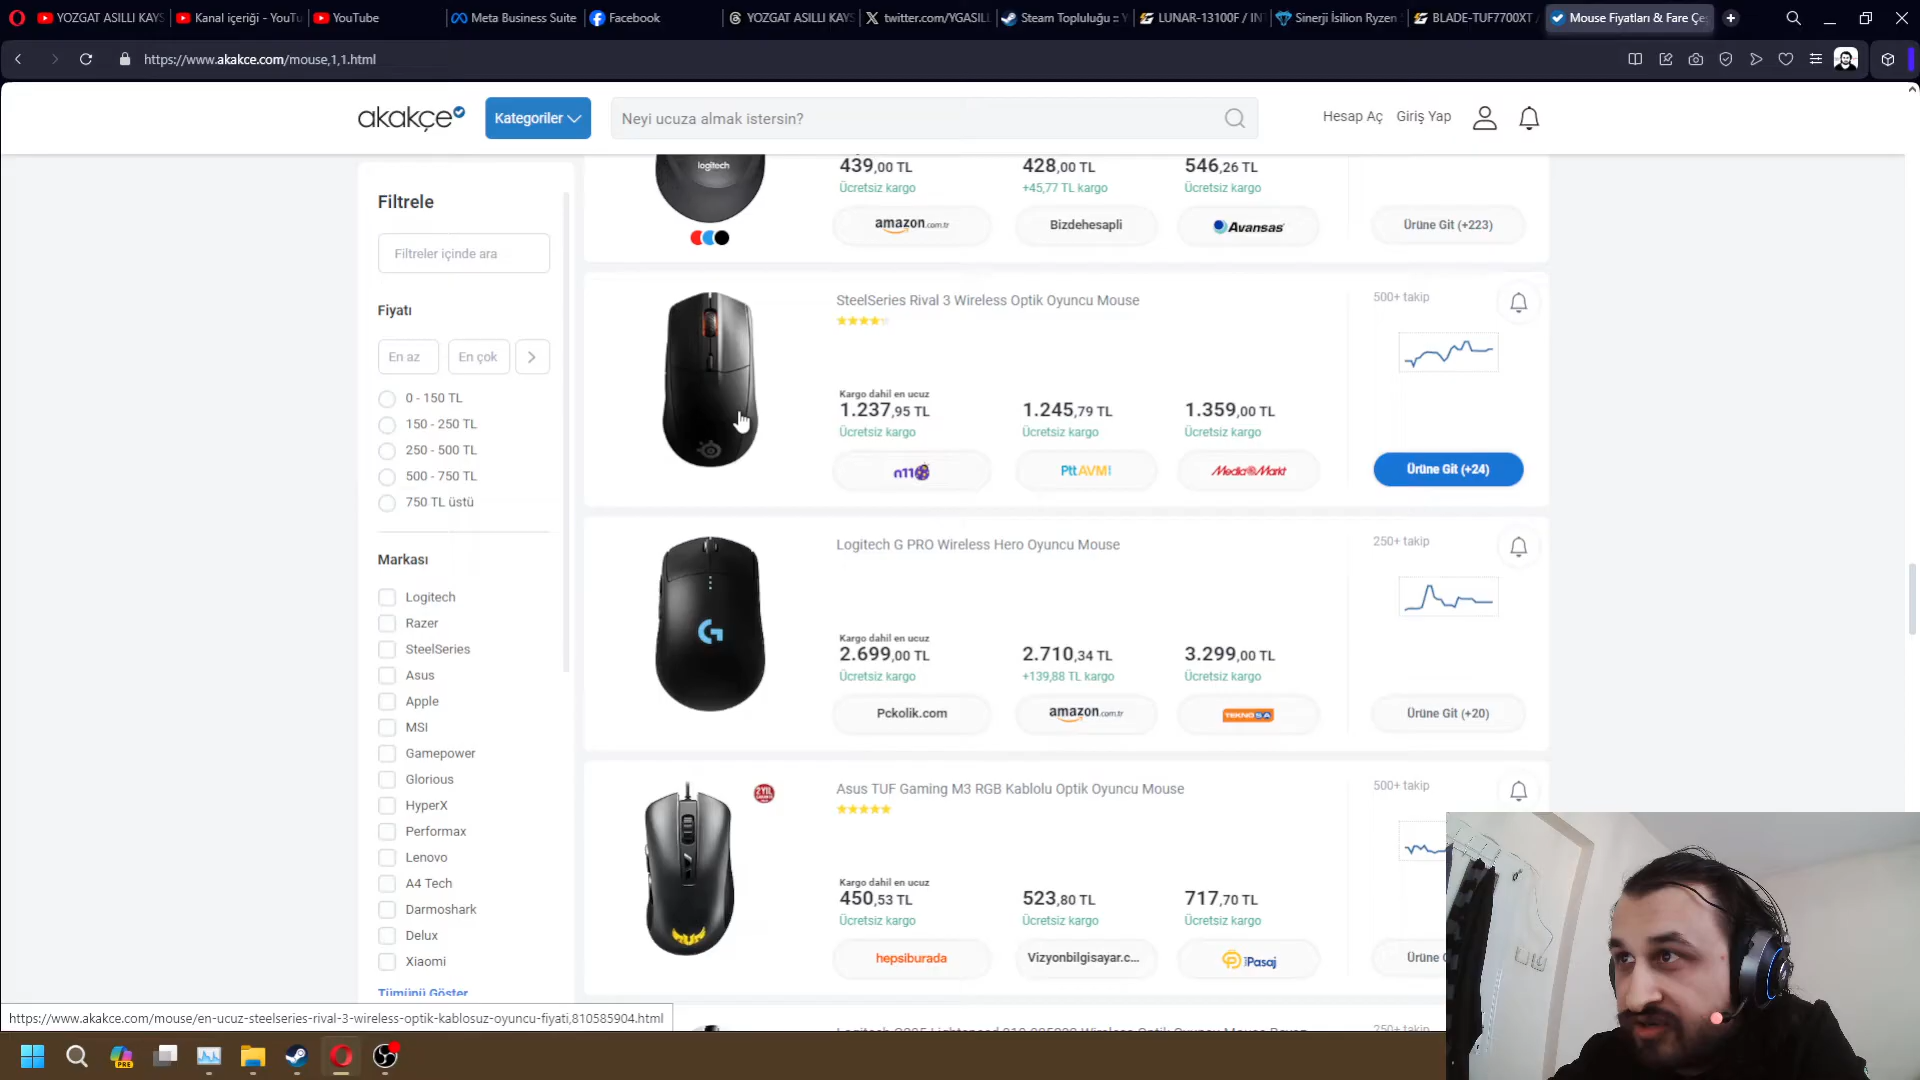 YOZGAT ASILLI KAYS
Kanal içeriği - YouTu
YouTube
Meta Business Suite
Facebook
YOZGAT ASILLI KAYS
twitter.com/YGASILL
Steam Topluluğu :: Y
LUNAR-13100F / IN
Sinerji İsilion Ryzen
BLADE-TUF7700XT /
Mouse Fiyatları & Fare Çeş
https://www.akakce.com/mouse,1,1.html
akakçe
Kategoriler
Neyi ucuza almak istersin?
Hesap Aç
Giriş Yap
Filtrele
Filtreler içinde ara
Fiyatı
En az
En çok
0 - 150 TL
150 - 250 TL
250 - 500 TL
500 - 750 TL
750 TL üstü
Markası
Logitech
Razer
SteelSeries
Asus
Apple
MSI
Gamepower
Glorious
HyperX
Performax
Lenovo
A4 Tech
Darmoshark
Delux
Xiaomi
Tümünü Göster
logitech
439,00 TL
428,00 TL
546,26 TL
Ücretsiz kargo
+45,77 TL kargo
Ücretsiz kargo
amazon.com.tr
Bizdehesapli
Avansas
Ürüne Git (+223)
SteelSeries Rival 3 Wireless Optik Oyuncu Mouse
500+ takip
Kargo dahil en ucuz
1.237,95 TL
1.245,79 TL
1.359,00 TL
Ücretsiz kargo
Ücretsiz kargo
Ücretsiz kargo
n11
PttAVM
MediaMarkt
Ürüne Git (+24)
Logitech G PRO Wireless Hero Oyuncu Mouse
250+ takip
Kargo dahil en ucuz
2.699,00 TL
2.710,34 TL
3.299,00 TL
Ücretsiz kargo
+139,88 TL kargo
Ücretsiz kargo
Pckolik.com
amazon.com.tr
TEKNOSA
Ürüne Git (+20)
2 YIL
Asus TUF Gaming M3 RGB Kablolu Optik Oyuncu Mouse
500+ takip
Kargo dahil en ucuz
450,53 TL
523,80 TL
717,70 TL
Ücretsiz kargo
Ücretsiz kargo
Ücretsiz kargo
hepsiburada
Vizyonbilgisayar.c...
Pasaj
Ürüne
250+ takip
https://www.akakce.com/mouse/en-ucuz-steelseries-rival-3-wireless-optik-kablosuz-oyuncu-fiyati,810585904.html
PRE